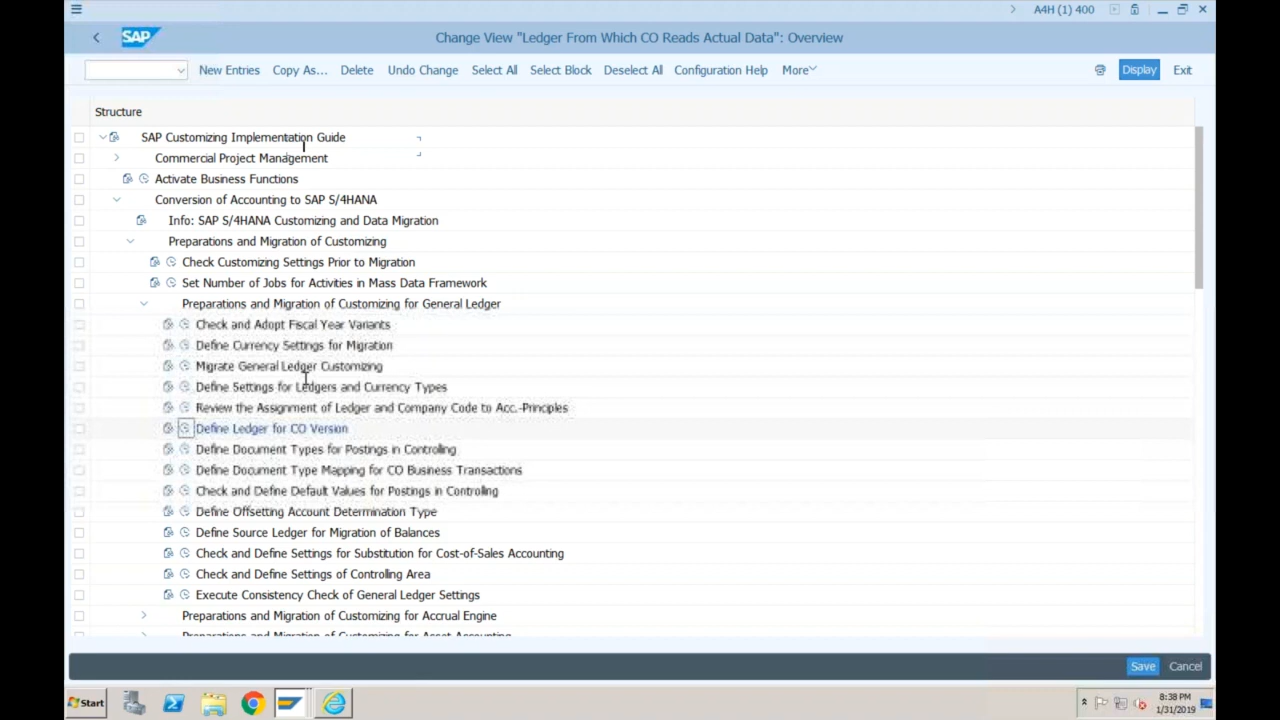 A4H (1) 400
SAP
Change View "Ledger From Which CO Reads Actual Data": Overview
New Entries Copy As... Delete Undo Change Select All Select Block Deselect All Configuration Help More Display Exit
Structure
SAP Customizing Implementation Guide
Commercial Project Management
Activate Business Functions
Conversion of Accounting to SAP S/4HANA
Info: SAP S/4HANA Customizing and Data Migration
Preparations and Migration of Customizing
Check Customizing Settings Prior to Migration
Set Number of Jobs for Activities in Mass Data Framework
Preparations and Migration of Customizing for General Ledger
Check and Adopt Fiscal Year Variants
Define Currency Settings for Migration
Migrate General Ledger Customizing
Define Settings for Ledgers and Currency Types
Review the Assignment of Ledger and Company Code to Acc.-Principles
Define Ledger for CO Version
Define Document Types for Postings in Controlling
Define Document Type Mapping for CO Business Transactions
Check and Define Default Values for Postings in Controlling
Define Offsetting Account Determination Type
Define Source Ledger for Migration of Balances
Check and Define Settings for Substitution for Cost-of-Sales Accounting
Check and Define Settings of Controlling Area
Execute Consistency Check of General Ledger Settings
Preparations and Migration of Customizing for Accrual Engine
Preparations and Migration of Customizing for Asset Accounting
Save Cancel
Start
8:38 PM
1/31/2019